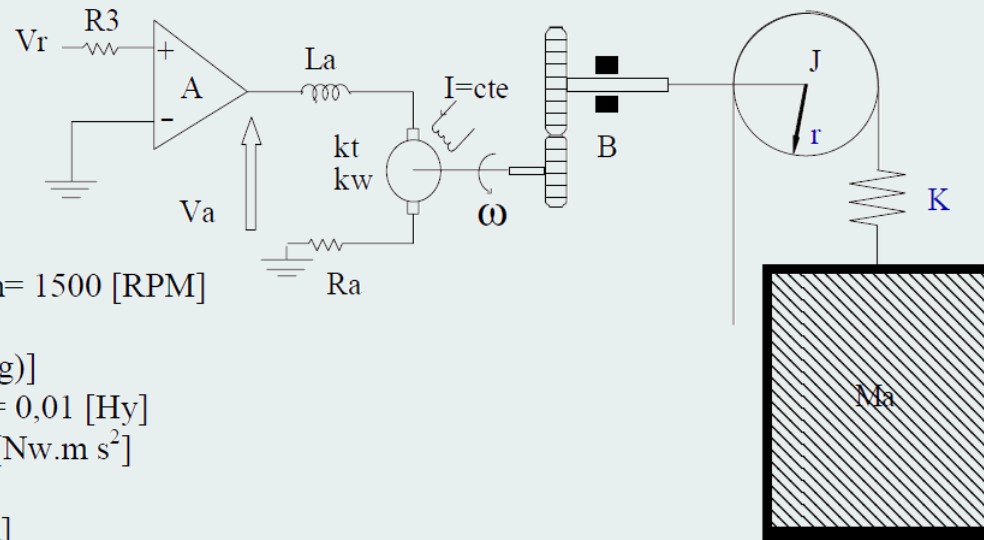 R3
Vr
+
A
-
La
I=cte
J
r
kt
kw
B
K
Va
ω
Ra
= 1500 [RPM]
g)]
= 0,01 [Hy]
[Nw.m s²]
]
Ma